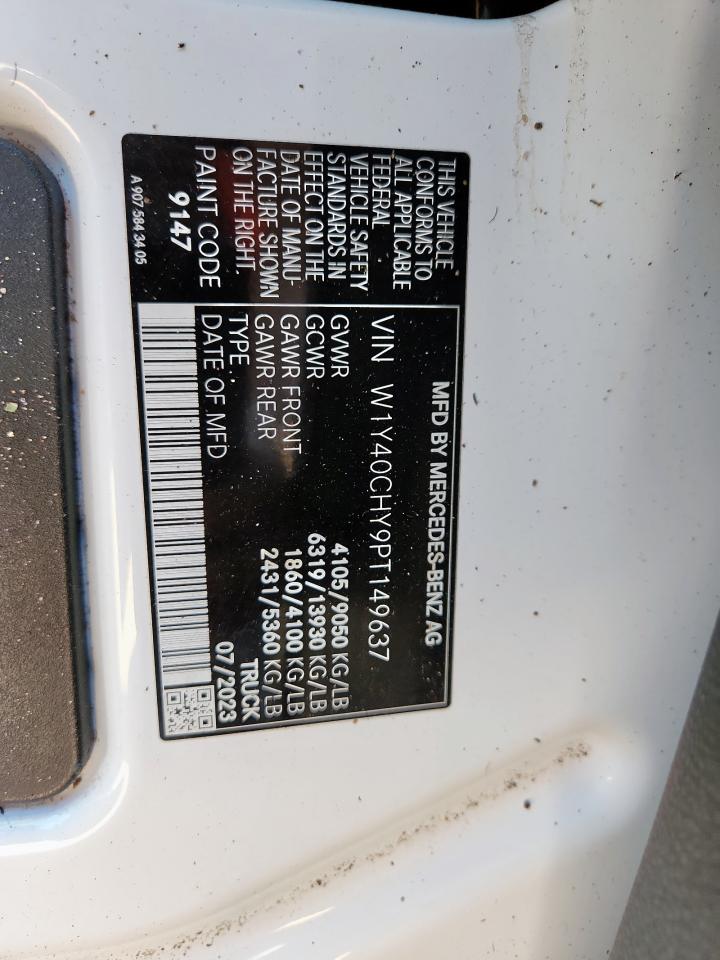 THIS VEHICLE
CONFORMS TO
ALL APPLICABLE
FEDERAL
VEHICLE SAFETY
STANDARDS IN
EFFECT ON THE
DATE OF MANU-
FACTURE SHOWN
ON THE RIGHT.
PAINT CODE
9147
A 907 584 34 05
MFD BY MERCEDES-BENZ AG
VIN W1Y40CHY9PT149637
GVWR 4105/9050 KG/LB
GCWR 6319/13930 KG/LB
GAWR FRONT 1860/4100 KG/LB
GAWR REAR 2431/5360 KG/LB
TYPE TRUCK
DATE OF MFD 07/2023